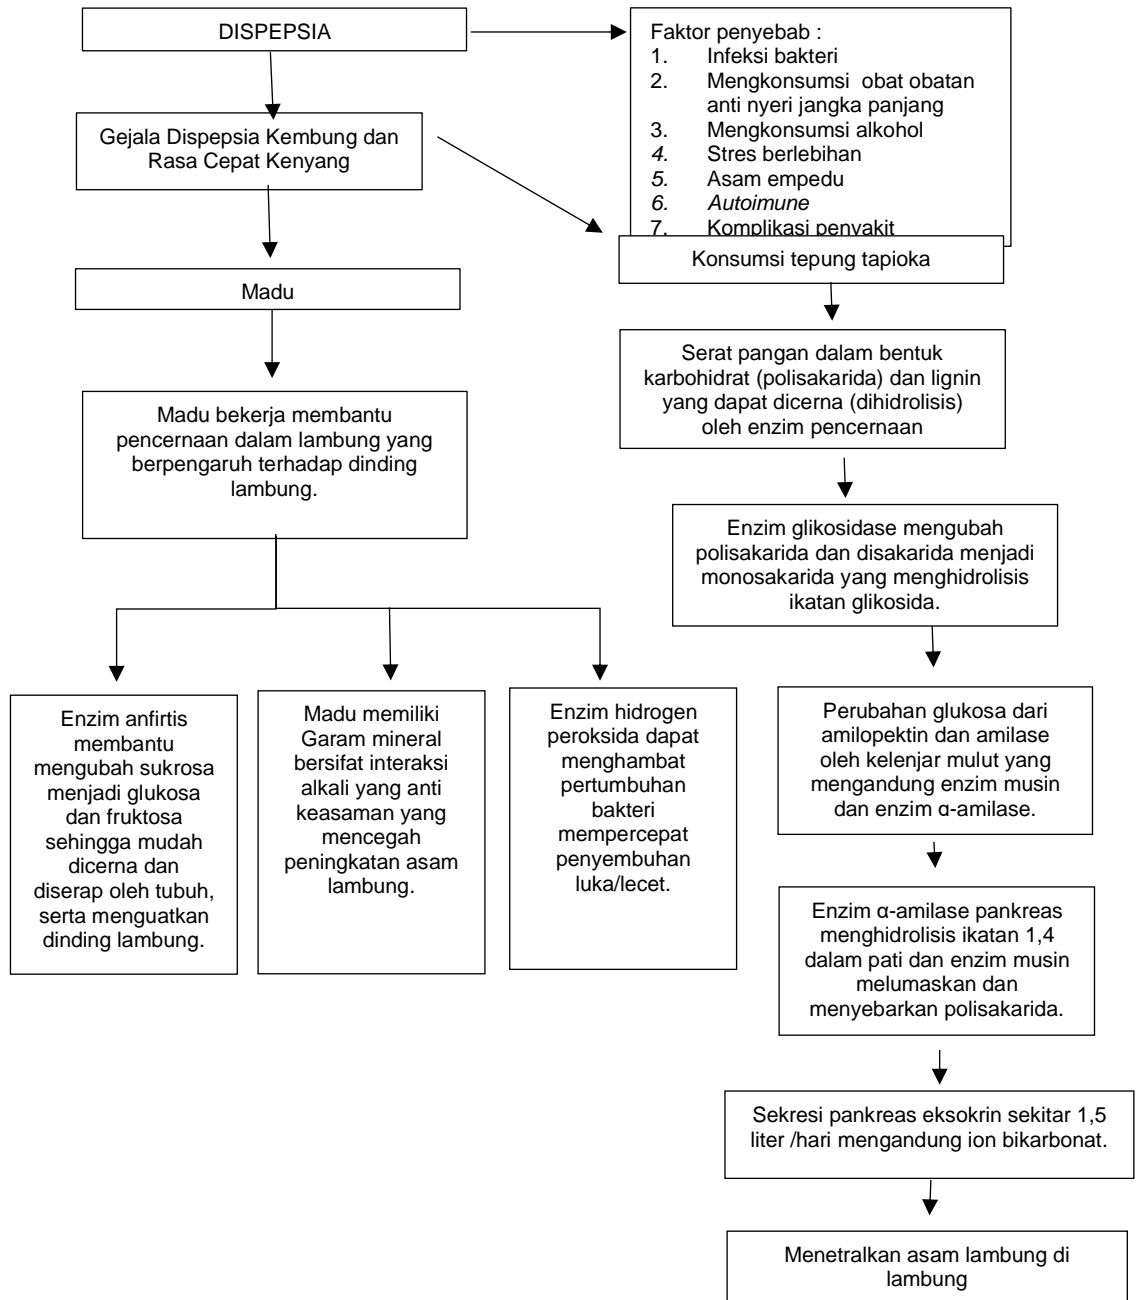 DISPEPSIA
Faktor penyebab :
1. Infeksi bakteri
2. Mengkonsumsi obat obatan
anti nyeri jangka panjang
3. Mengkonsumsi alkohol
4. Stres berlebihan
5. Asam empedu
6. Autoimune
7. Komplikasi penyakit
Gejala Dispepsia Kembung dan
Rasa Cepat Kenyang
Konsumsi tepung tapioka
Madu
Serat pangan dalam bentuk
karbohidrat (polisakarida) dan lignin
yang dapat dicerna (dihidrolisis)
oleh enzim pencernaan
Madu bekerja membantu
pencernaan dalam lambung yang
berpengaruh terhadap dinding
lambung.
Enzim glikosidase mengubah
polisakarida dan disakarida menjadi
monosakarida yang menghidrolisis
ikatan glikosida.
Enzim anfirtis
membantu
mengubah sukrosa
menjadi glukosa
dan fruktosa
sehingga mudah
dicerna dan
diserap oleh tubuh,
serta menguatkan
dinding lambung.
Madu memiliki
Garam mineral
bersifat interaksi
alkali yang anti
keasaman yang
mencegah
peningkatan asam
lambung.
Enzim hidrogen
peroksida dapat
menghambat
pertumbuhan
bakteri
mempercepat
penyembuhan
luka/lecet.
Perubahan glukosa dari
amilopektin dan amilase
oleh kelenjar mulut yang
mengandung enzim musin
dan enzim α-amilase.
Enzim α-amilase pankreas
menghidrolisis ikatan 1,4
dalam pati dan enzim musin
melumaskan dan
menyebarkan polisakarida.
Sekresi pankreas eksokrin sekitar 1,5
liter /hari mengandung ion bikarbonat.
Menetralkan asam lambung di
lambung